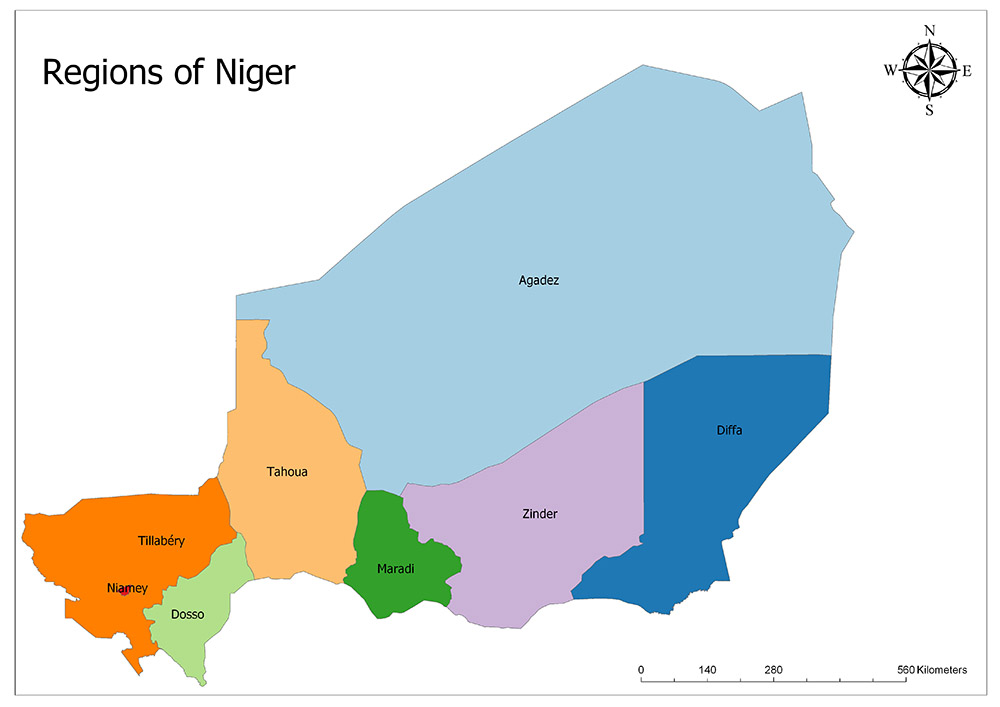 Regions of Niger
N
W E
S
Agadez
Diffa
Tahoua
Zinder
Tillabéry
Maradi
Niamey
Dosso
0 140 280 560 Kilometers